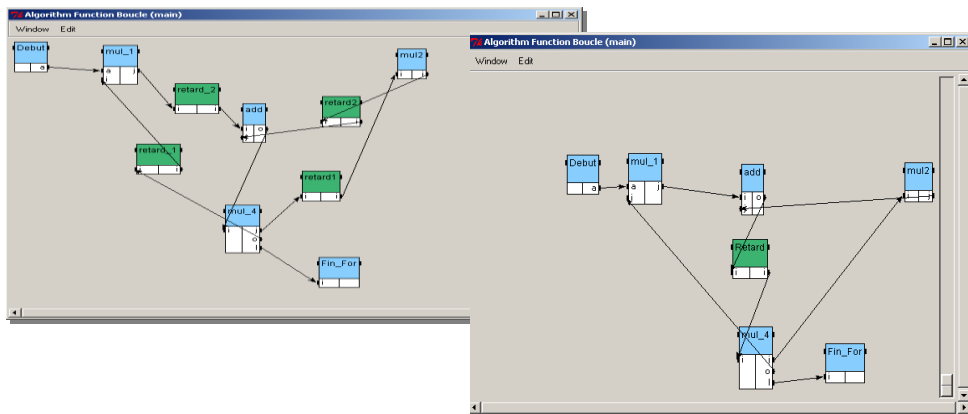 Algorithm Function Boucle (main)
Window Edit
Debut
a
mul_1
a j
i
retard_2
i i
add
i o
mul2
i j
retard2
i i
retard_1
i i
retard1
i i
mul_4
i j
o
l
Fin_For
i
Algorithm Function Boucle (main)
Window Edit
Debut
a
mul_1
a j
j
add
i o
mul2
i j
Retard
i i
mul_4
i i
o
l
Fin_For
i